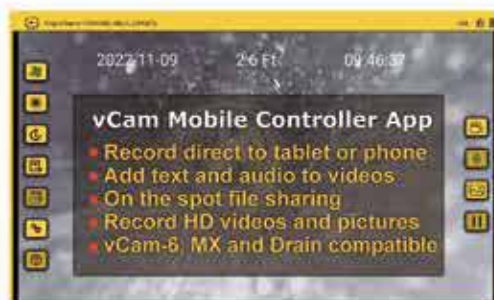 2022-11-09 2.6 Ft. 09:46:37
vCam Mobile Controller App
Record direct to tablet or phone
Add text and audio to videos
On the spot file sharing
Record HD videos and pictures
vCam-6, MX and Drain compatible